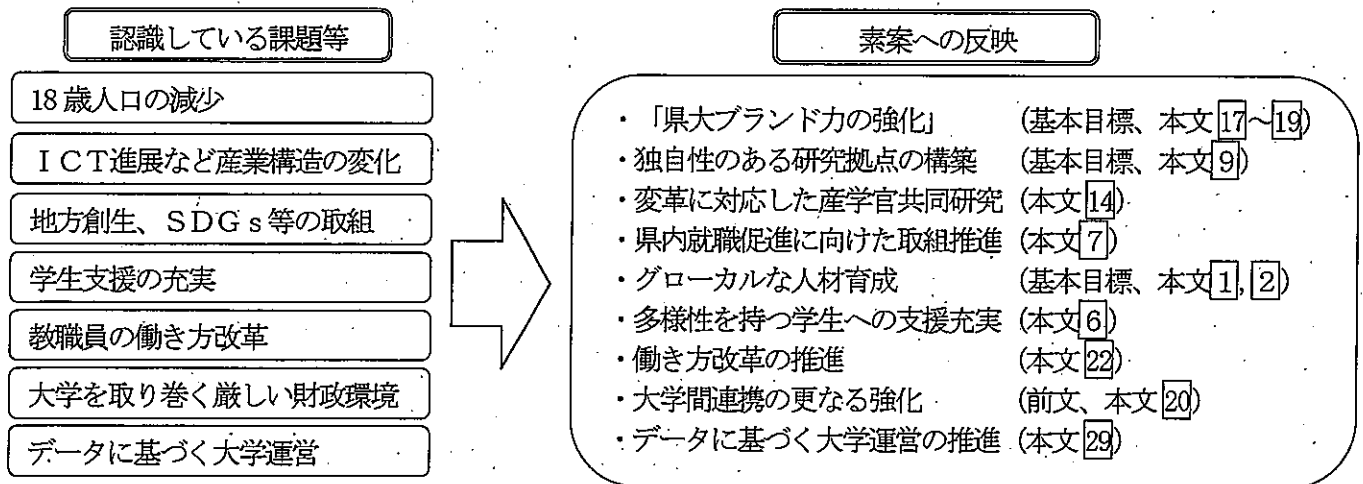 認識している課題等
18歳人口の減少
ＩＣＴ進展など産業構造の変化
地方創生、ＳＤＧｓ等の取組
学生支援の充実
教職員の働き方改革
大学を取り巻く厳しい財政環境
データに基づく大学運営
素案への反映
・「県大ブランド力の強化」 (基本目標、本文17～19)
・独自性のある研究拠点の構築 (基本目標、本文9)
・変革に対応した産学官共同研究 (本文14)
・県内就職促進に向けた取組推進 (本文7)
・グローカルな人材育成 (基本目標、本文1,2)
・多様性を持つ学生への支援充実 (本文6)
・働き方改革の推進 (本文22)
・大学間連携の更なる強化 (前文、本文20)
・データに基づく大学運営の推進 (本文29)